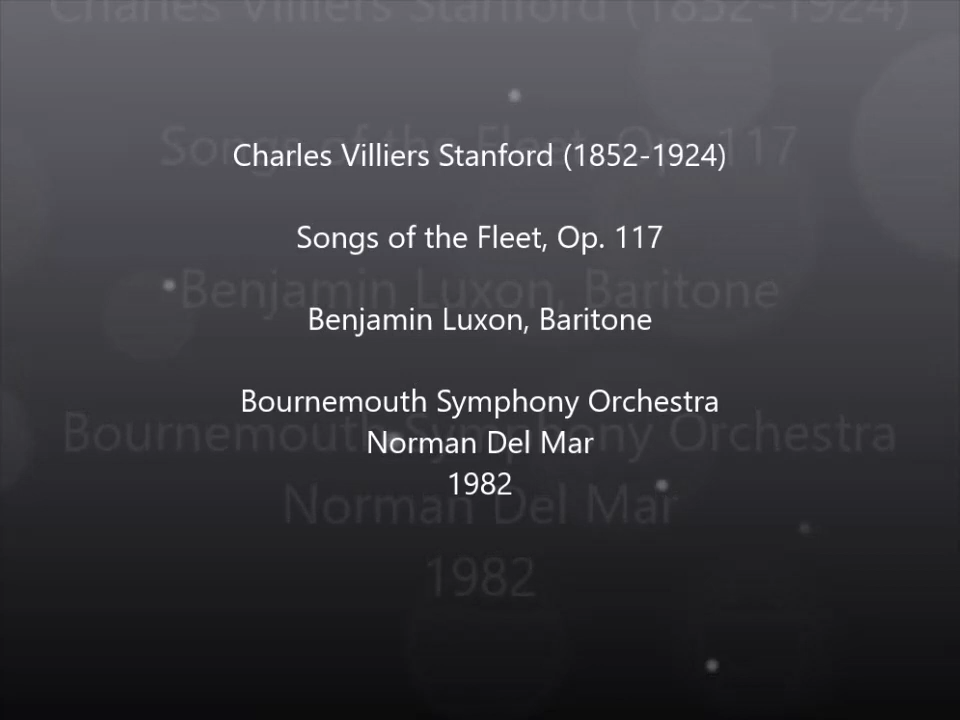 Charles Villiers Stanford (1852-1924)
Songs of the Fleet, Op. 117
Benjamin Luxon, Baritone
Bournemouth Symphony Orchestra
Norman Del Mar
1982